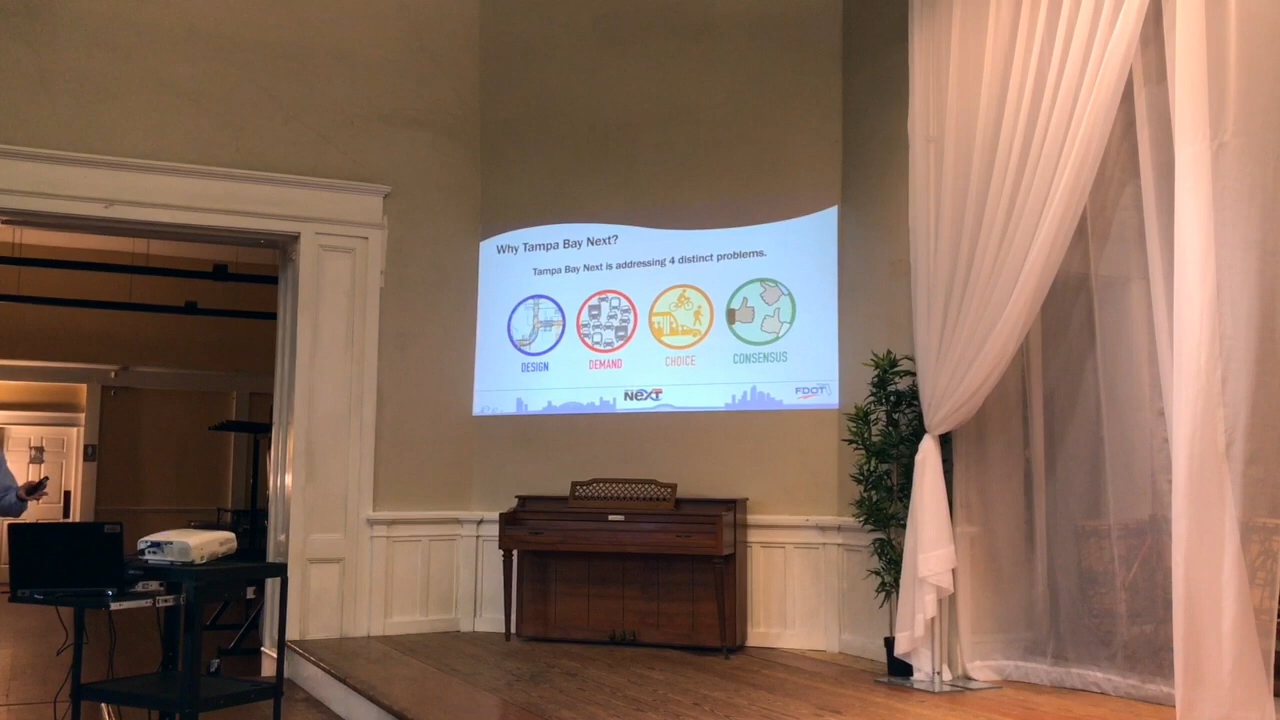 Why Tampa Bay Next?
Tampa Bay Next is addressing 4 distinct problems.
DESIGN
DEMAND
CHOICE
CONSENSUS
NEXT
FDOT